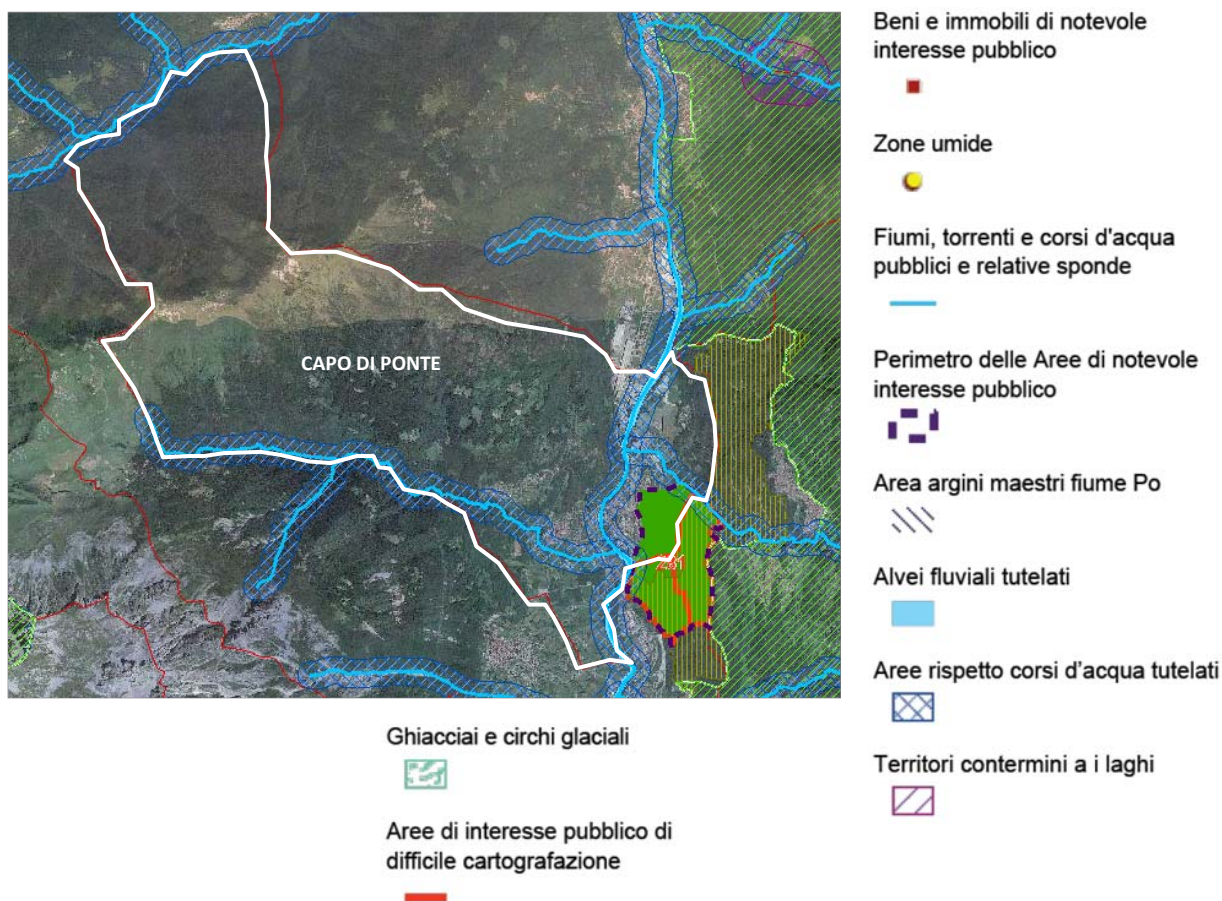 CAPO DI PONTE
Beni e immobili di notevole
interesse pubblico
Zone umide
Fiumi, torrenti e corsi d'acqua
pubblici e relative sponde
Perimetro delle Aree di notevole
interesse pubblico
Area argini maestri fiume Po
Alvei fluviali tutelati
Aree rispetto corsi d'acqua tutelati
Territori contermini a i laghi
Ghiacciai e circhi glaciali
Aree di interesse pubblico di
difficile cartografazione